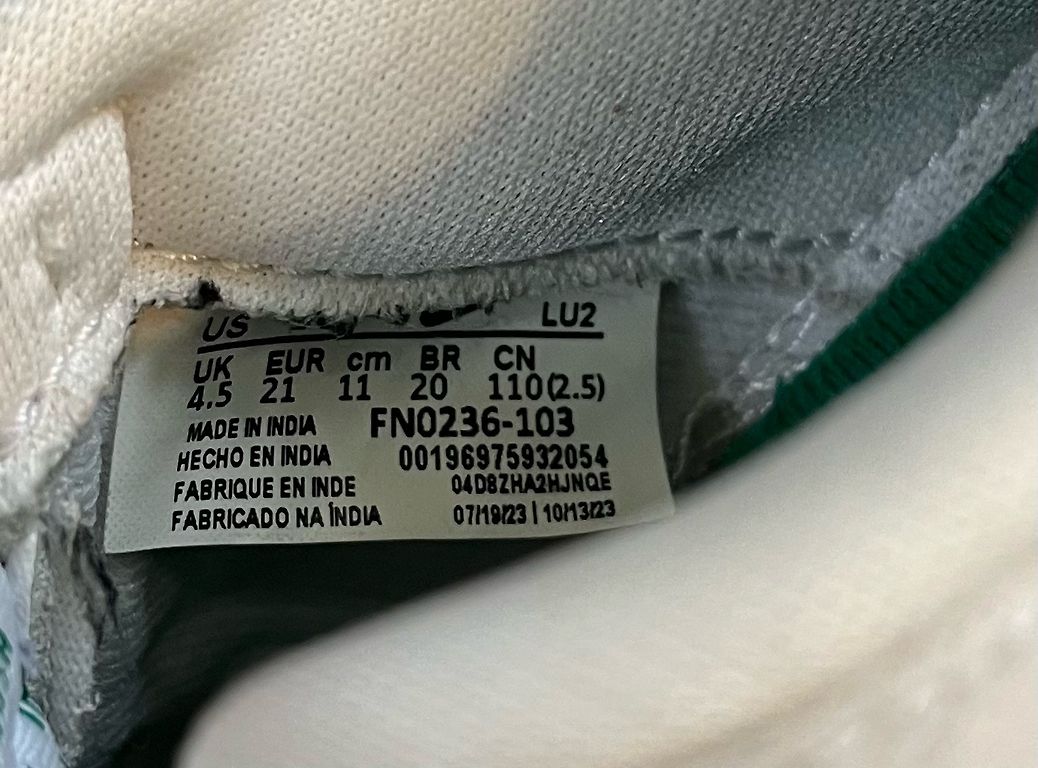 US LU2
UK EUR cm BR CN
4.5 21 11 20 110(2.5)
MADE IN INDIA FN0236-103
HECHO EN INDIA 00196975932054
FABRIQUE EN INDE 04D8ZHA2HJNQE
FABRICADO NA ÍNDIA 07/19/23 | 10/13/23